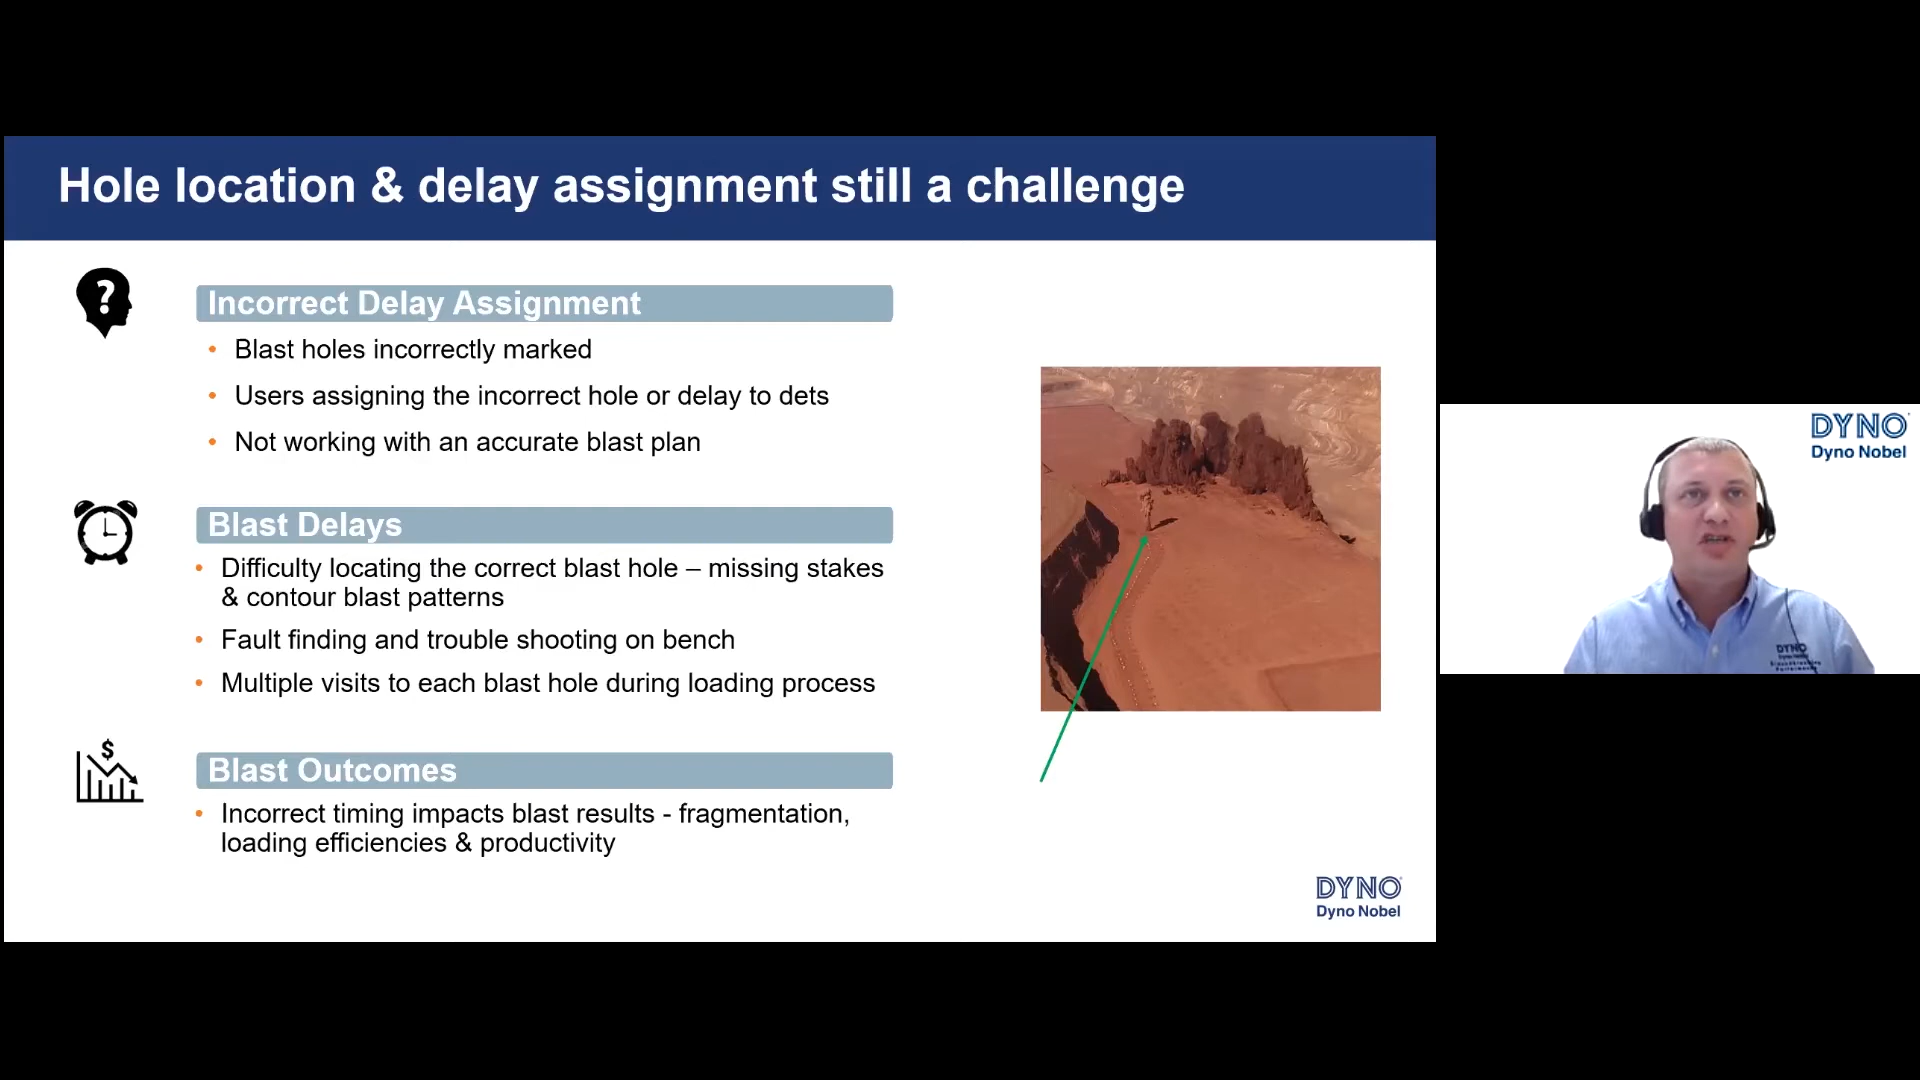 Hole location & delay assignment still a challenge
?
Incorrect Delay Assignment
• Blast holes incorrectly marked
• Users assigning the incorrect hole or delay to dets
• Not working with an accurate blast plan
Blast Delays
• Difficulty locating the correct blast hole – missing stakes
& contour blast patterns
• Fault finding and trouble shooting on bench
• Multiple visits to each blast hole during loading process
$
Blast Outcomes
• Incorrect timing impacts blast results - fragmentation,
loading efficiencies & productivity
DYNO
Dyno Nobel
DYNO
Dyno Nobel
DYNO
Dyno Nobel